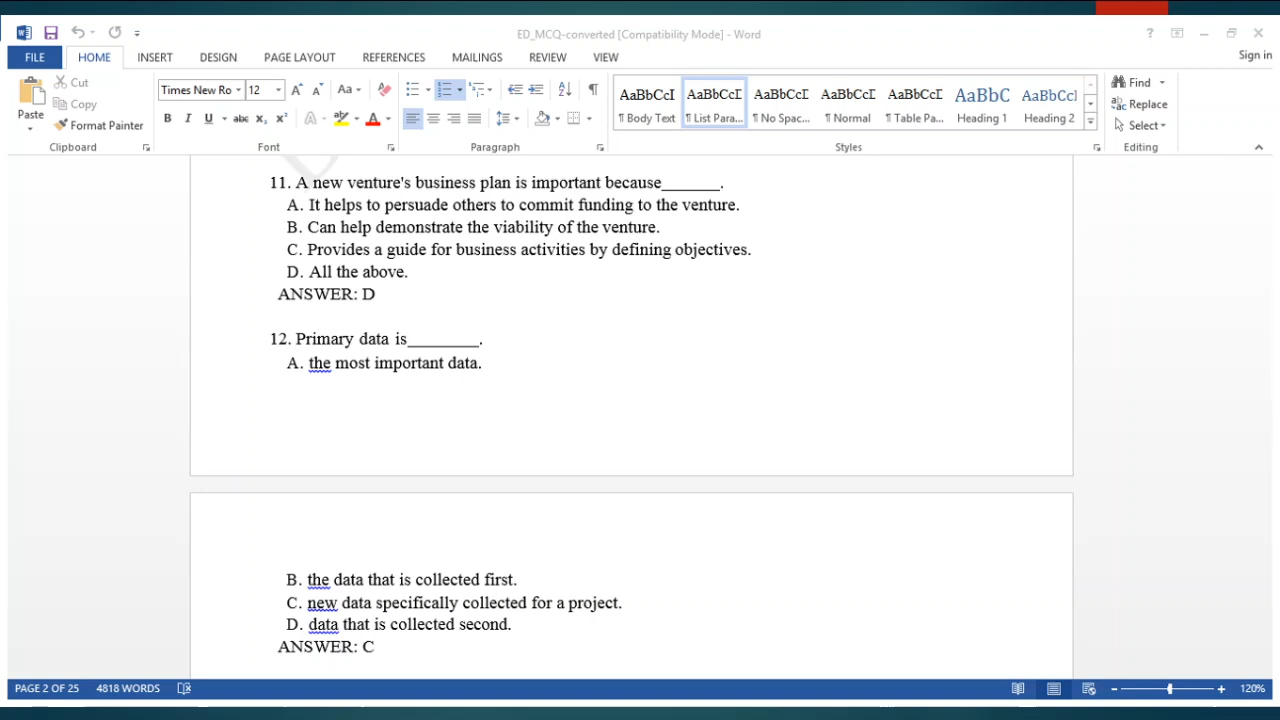 ED_MCQ-converted [Compatibility Mode] - Word
?
Sign in
FILE HOME INSERT DESIGN PAGE LAYOUT REFERENCES MAILINGS REVIEW VIEW
Paste
Cut
Copy
Format Painter
Clipboard
Times New Ro 12
Aa
B I U abc x₂ x²
A
Font
Paragraph
AaBbCcI AaBbCcI AaBbCcI AaBbCcI AaBbCcI AaBbC AaBbCcI
¶ Body Text ¶ List Para... ¶ No Spac... ¶ Normal ¶ Table Pa... Heading 1 Heading 2
Styles
Find
Replace
Select
Editing
11. A new venture's business plan is important because______.
A. It helps to persuade others to commit funding to the venture.
B. Can help demonstrate the viability of the venture.
C. Provides a guide for business activities by defining objectives.
D. All the above.
ANSWER: D
12. Primary data is_______.
A. the most important data.
B. the data that is collected first.
C. new data specifically collected for a project.
D. data that is collected second.
ANSWER: C
PAGE 2 OF 25 4818 WORDS
120%